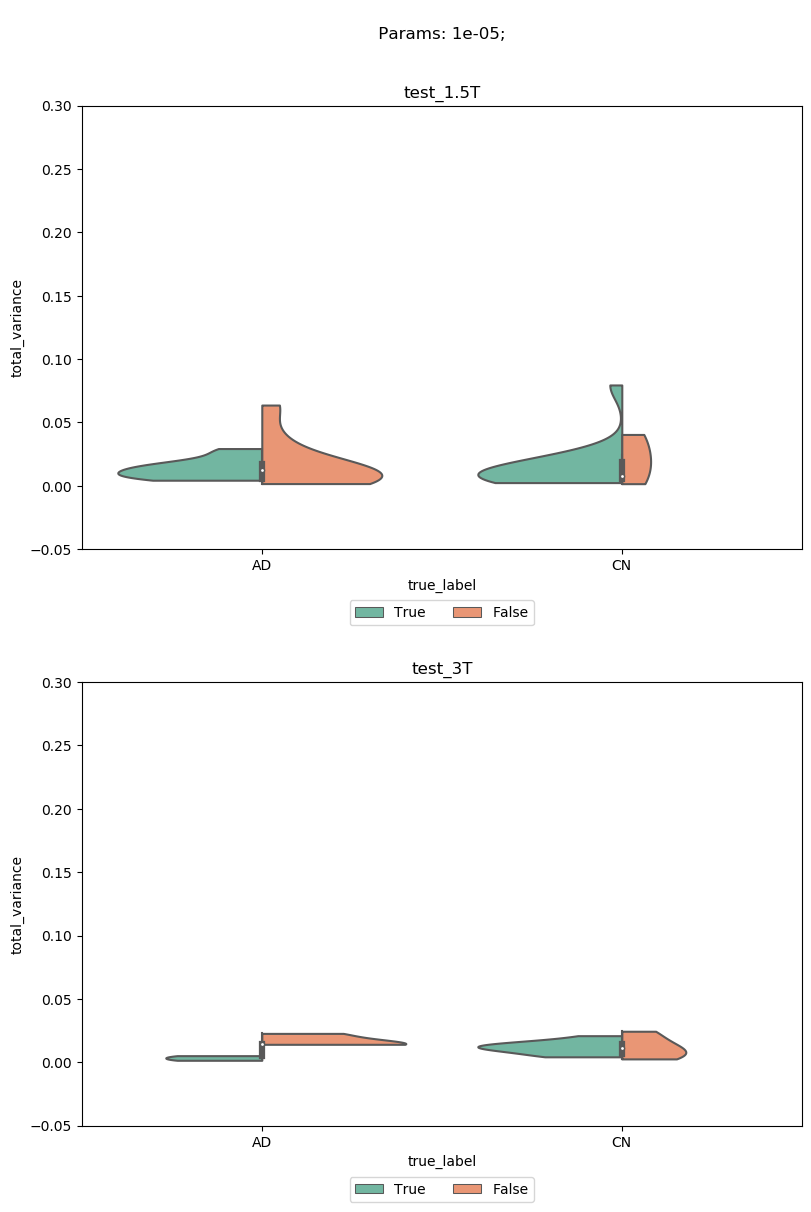 Params: 1e-05;
test_1.5T
0.30
0.25
0.20
0.15
0.10
0.05
0.00
−0.05
total_variance
AD CN
true_label
True False
test_3T
0.30
0.25
0.20
0.15
0.10
0.05
0.00
−0.05
total_variance
AD CN
true_label
True False